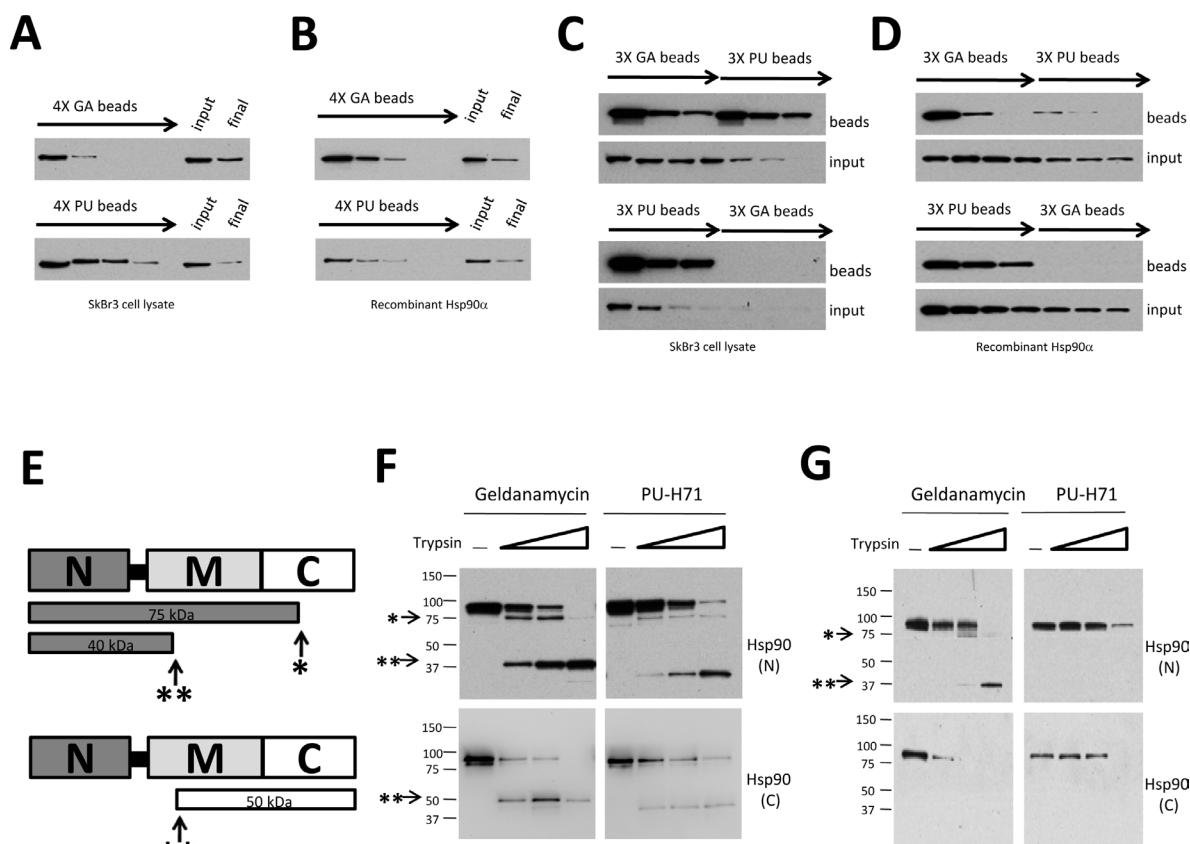 A
4X GA beads
input
final
4X PU beads
input
final
SkBr3 cell lysate
B
4X GA beads
input
final
4X PU beads
input
final
Recombinant Hsp90α
C
3X GA beads
3X PU beads
beads
input
3X PU beads
3X GA beads
beads
input
SkBr3 cell lysate
D
3X GA beads
3X PU beads
beads
input
3X PU beads
3X GA beads
beads
input
Recombinant Hsp90α
E
N M C
75 kDa
40 kDa
*
**
N M C
50 kDa
F
Geldanamycin
PU-H71
Trypsin
—
—
150
100
75
50
37
*
**
Hsp90
(N)
150
100
75
50
37
**
Hsp90
(C)
G
Geldanamycin
PU-H71
Trypsin
—
—
150
100
75
50
37
*
**
Hsp90
(N)
150
100
75
50
37
Hsp90
(C)